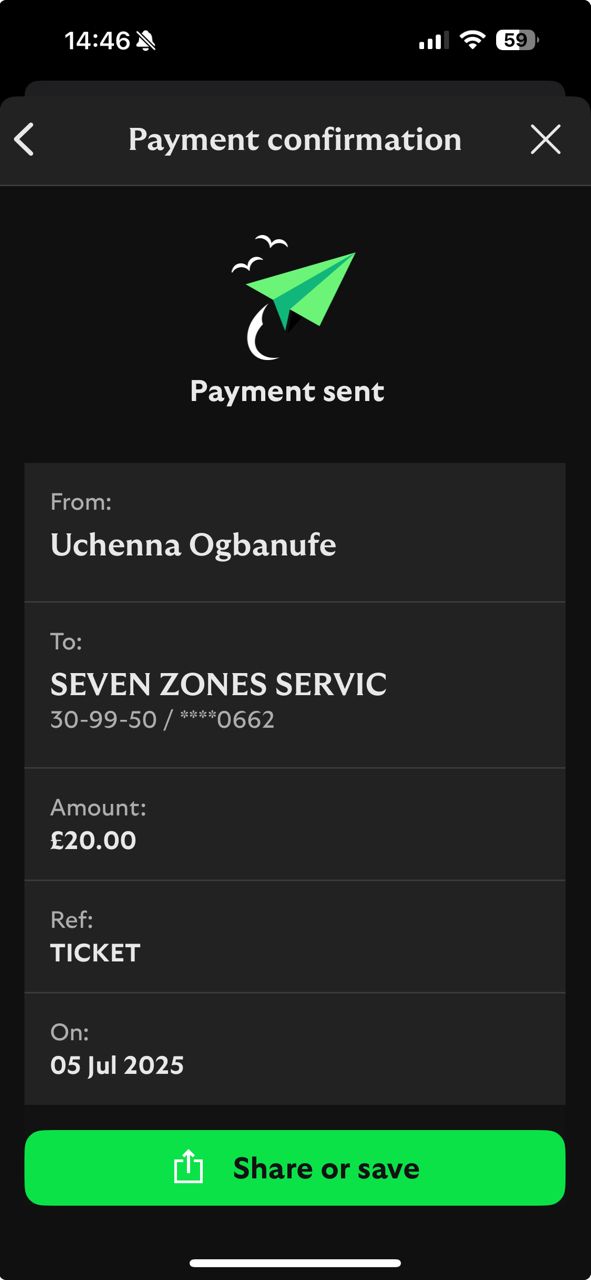 14:46
59
Payment confirmation
Payment sent
From:
Uchenna Ogbanufe
To:
SEVEN ZONES SERVIC
30-99-50 / ****0662
Amount:
£20.00
Ref:
TICKET
On:
05 Jul 2025
Share or save